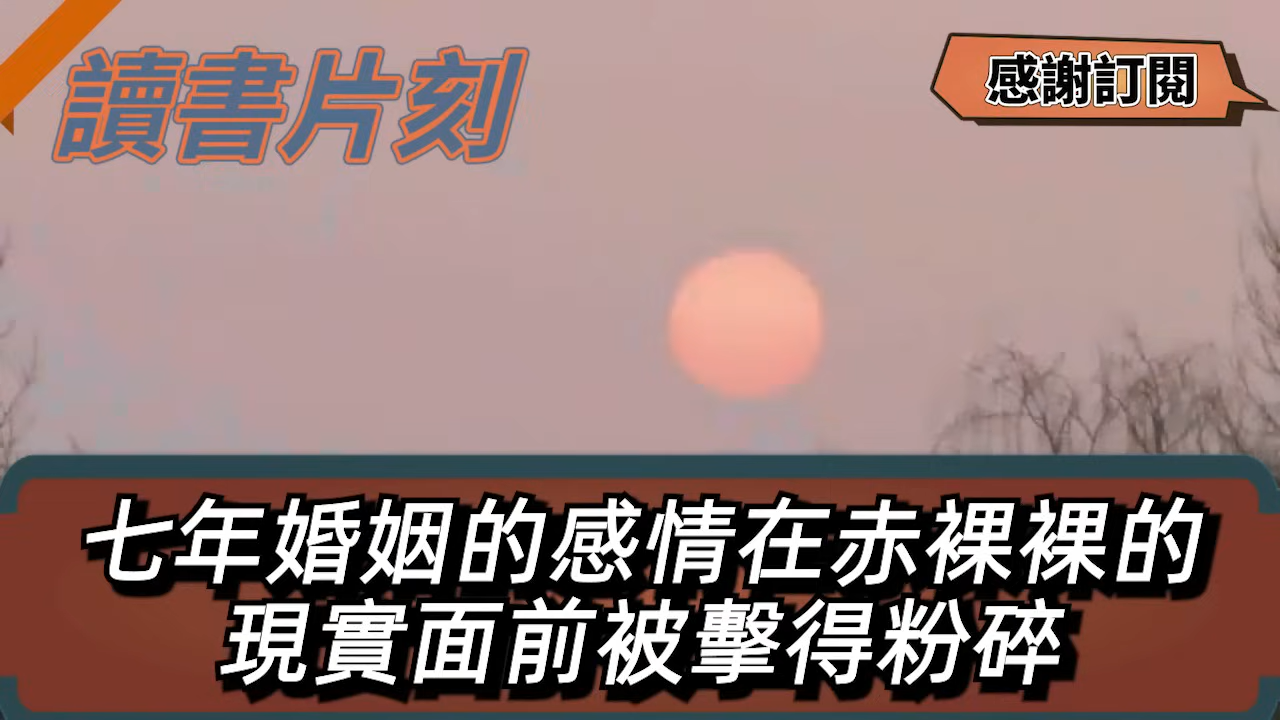 讀書片刻
感謝訂閱
七年婚姻的感情在赤裸裸的
現實面前被擊得粉碎